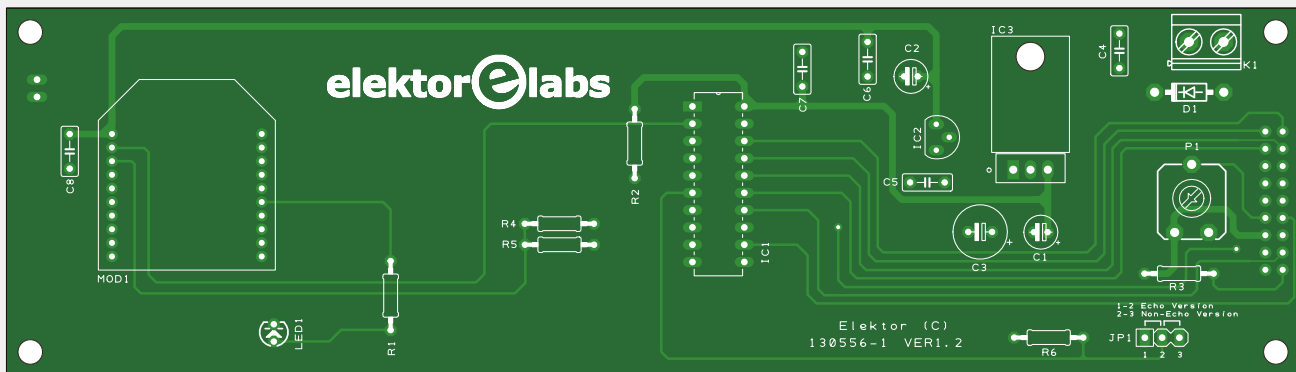 elektor e labs
IC3
C2
C4
K1
C6
C7
D1
IC2
P1
C8
C5
R2
R4
R5
IC1
C3
C1
MOD1
R3
1-2 Echo Version
2-3 Non-Echo Version
LED1
R1
Elektor (C)
130556-1 VER1.2
R6
JP1
1 2 3